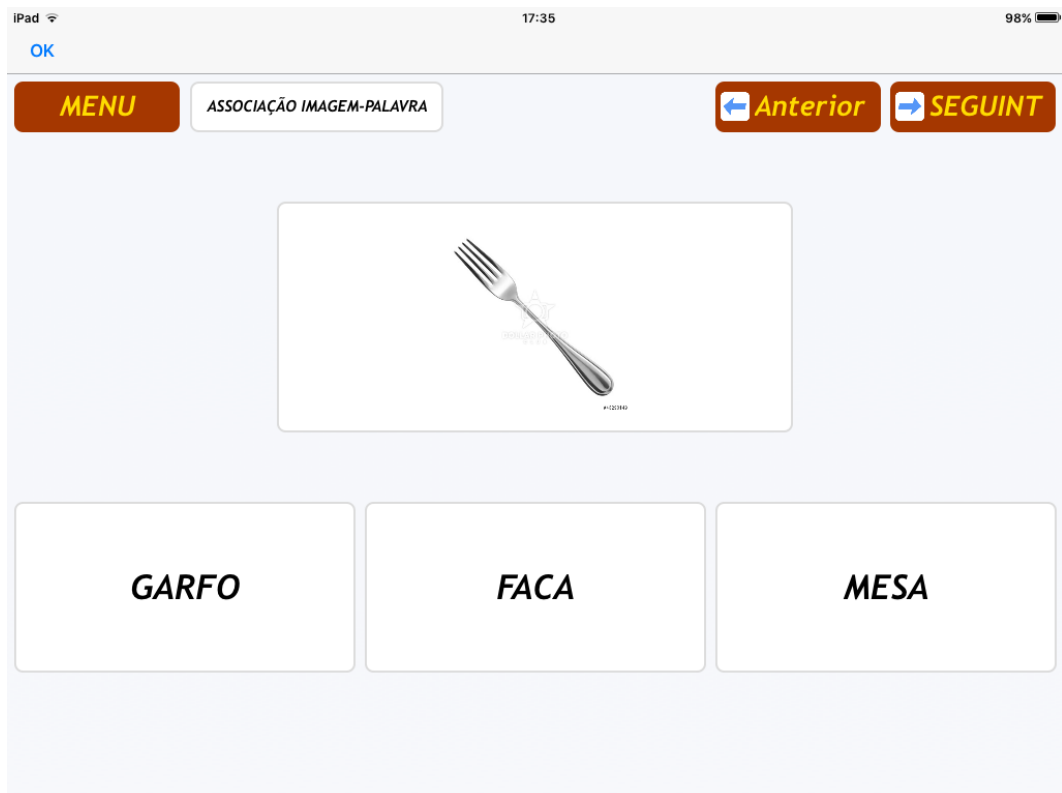 iPad 17:35 98%
OK
MENU ASSOCIAÇÃO IMAGEM-PALAVRA Anterior SEGUINT
GARFO FACA MESA